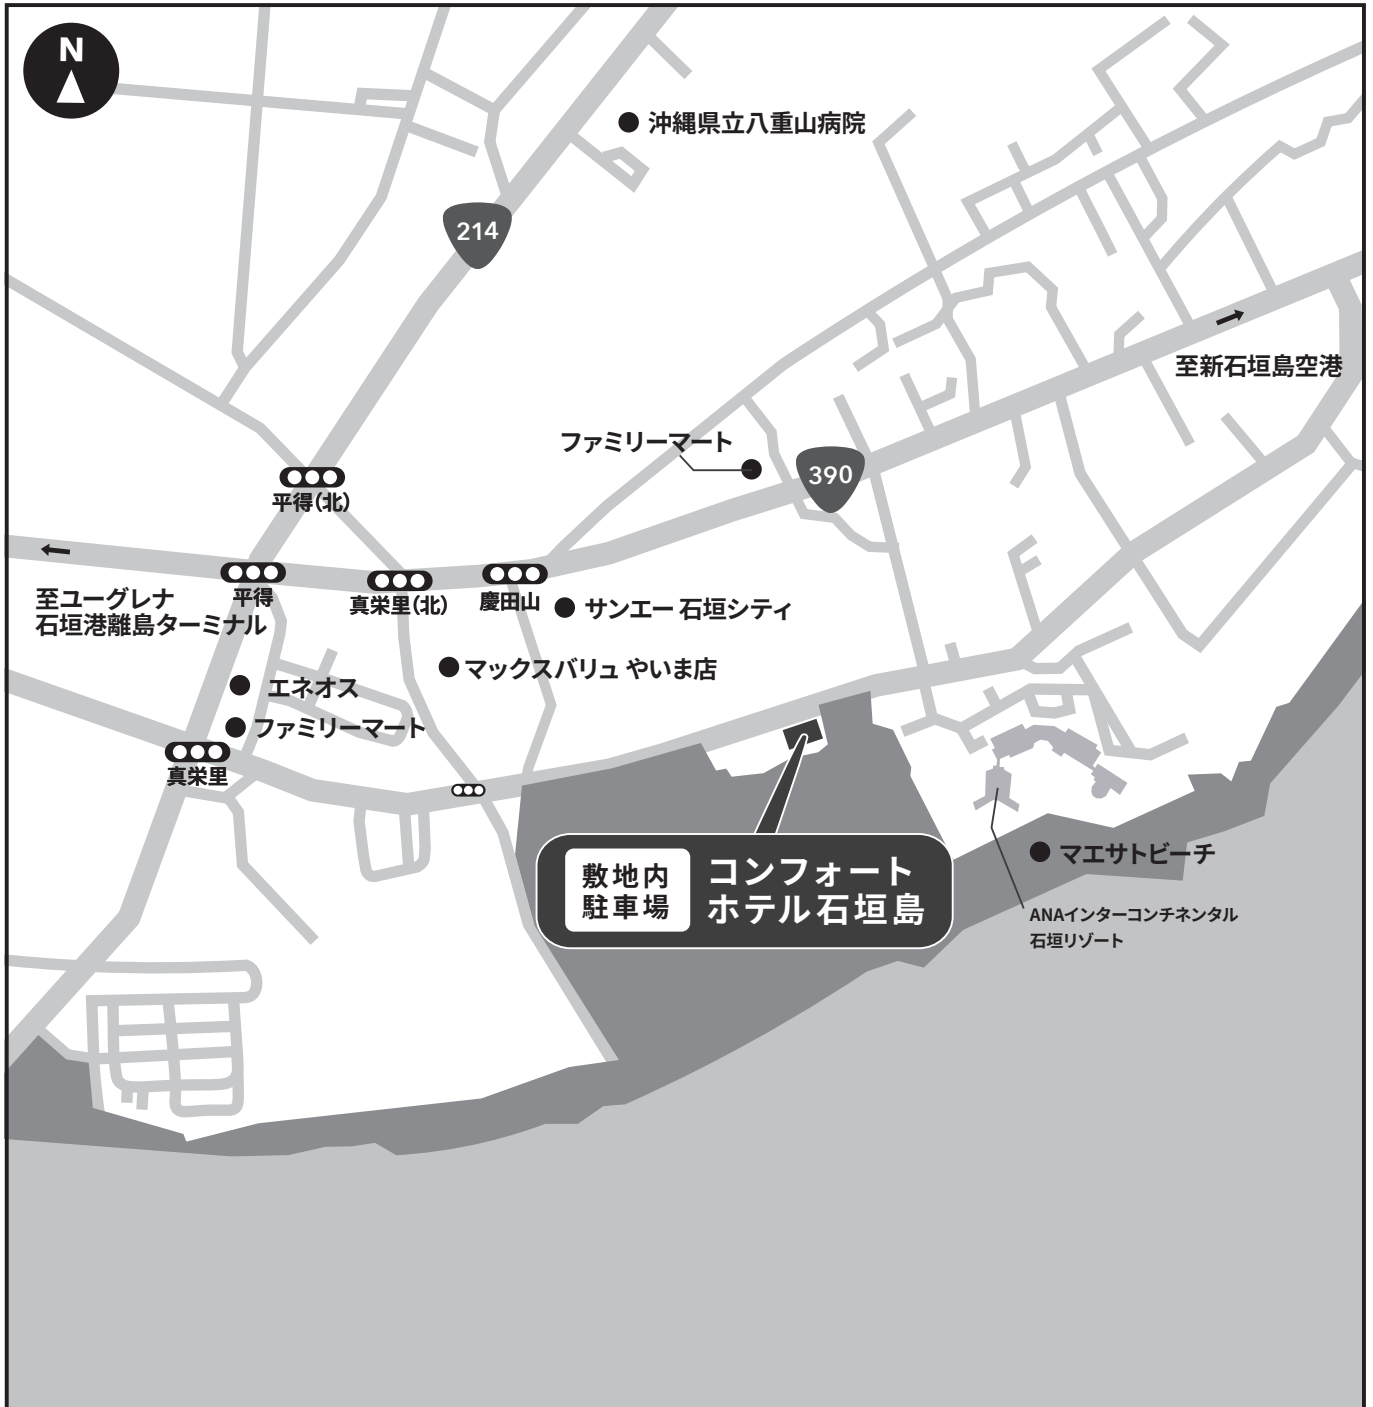 N
沖縄県立八重山病院
214
至新石垣島空港
ファミリーマート
390
平得(北)
至ユーグレナ
石垣港離島ターミナル
平得
真栄里(北)
慶田山
サンエー 石垣シティ
マックスバリュ やいま店
エネオス
ファミリーマート
真栄里
敷地内
駐車場
コンフォート
ホテル石垣島
マエサトビーチ
ANAインターコンチネンタル
石垣リゾート